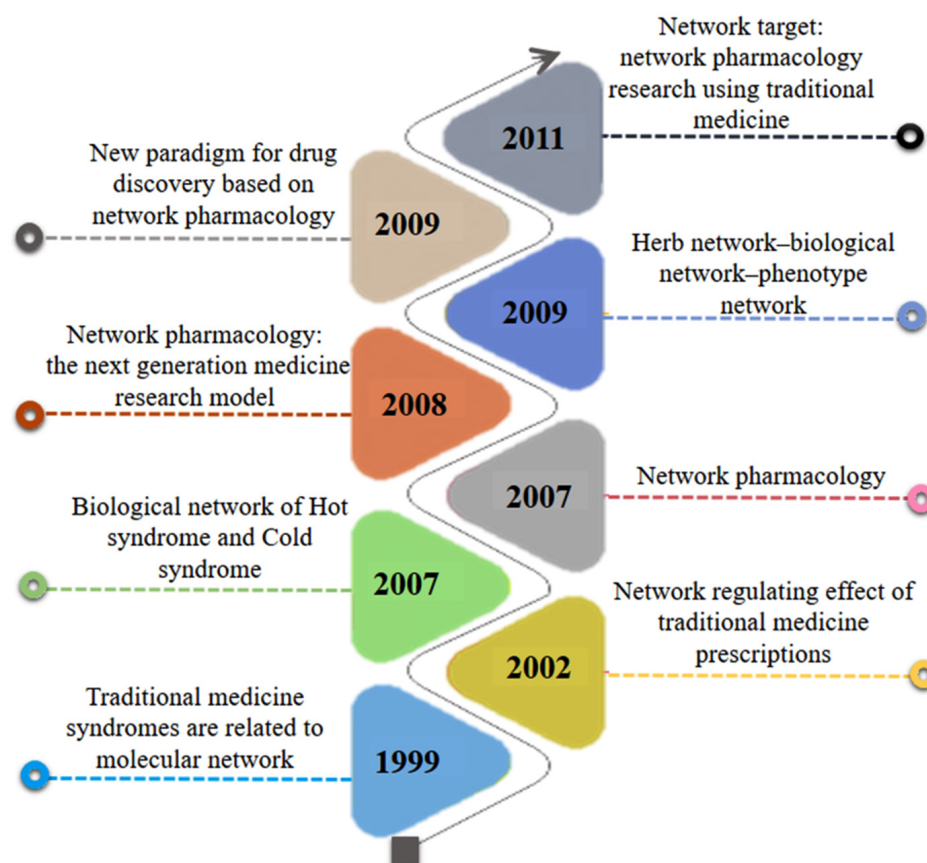 Network target:
network pharmacology
research using traditional
medicine
2011
New paradigm for drug
discovery based on
network pharmacology
2009
Herb network–biological
network–phenotype
network
2009
Network pharmacology:
the next generation medicine
research model
2008
Network pharmacology
2007
Biological network of Hot
syndrome and Cold
syndrome
2007
Network regulating effect of
traditional medicine
prescriptions
2002
Traditional medicine
syndromes are related to
molecular network
1999